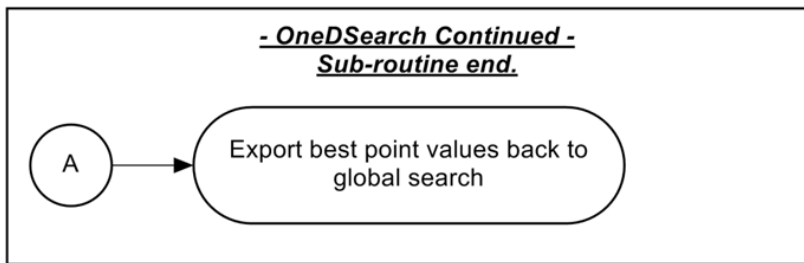 - OneDSearch Continued -
Sub-routine end.
A
Export best point values back to
global search